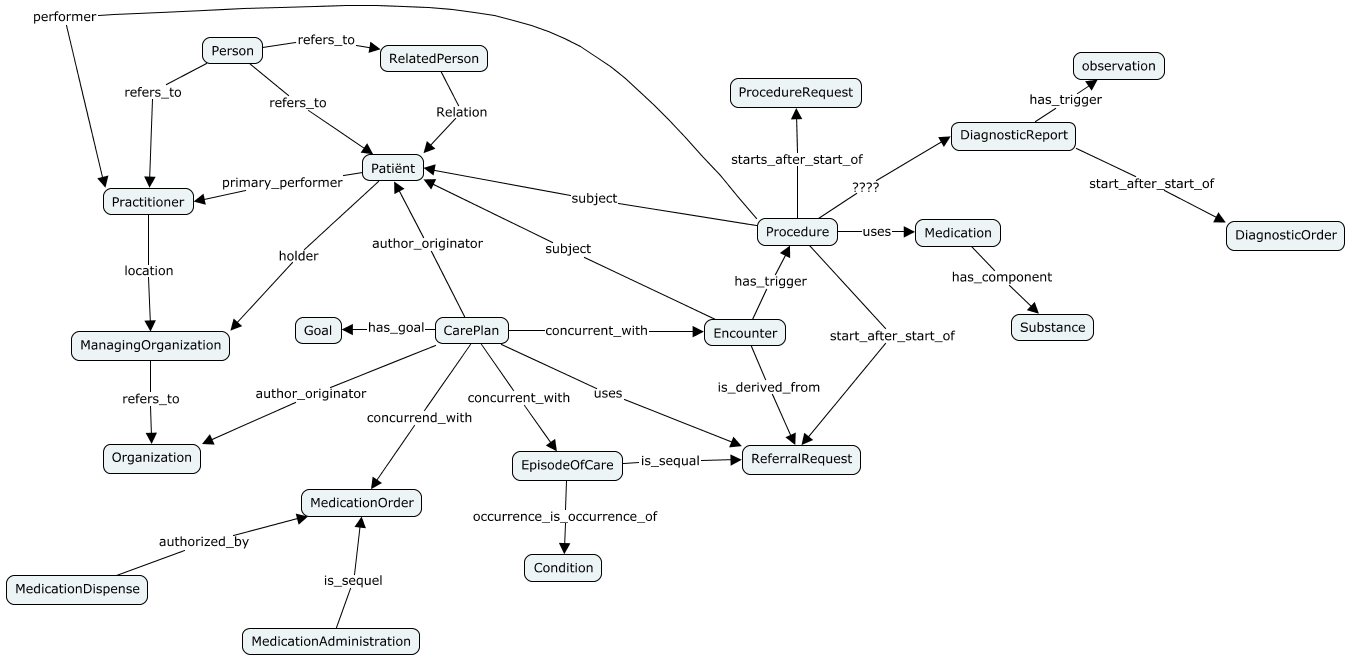 performer
Person
refers_to
RelatedPerson
observation
refers_to
refers_to
Relation
ProcedureRequest
has_trigger
DiagnosticReport
starts_after_start_of
Patiënt
primary_performer
Practitioner
subject
????
start_after_start_of
author_originator
subject
Procedure
uses
Medication
DiagnosticOrder
location
holder
has_trigger
has_component
ManagingOrganization
Goal
has_goal
CarePlan
concurrent_with
Encounter
start_after_start_of
Substance
refers_to
author_originator
concurrend_with
concurrent_with
uses
is_derived_from
Organization
EpisodeOfCare
is_sequal
ReferralRequest
MedicationOrder
occurrence_is_occurrence_of
authorized_by
Condition
MedicationDispense
is_sequel
MedicationAdministration